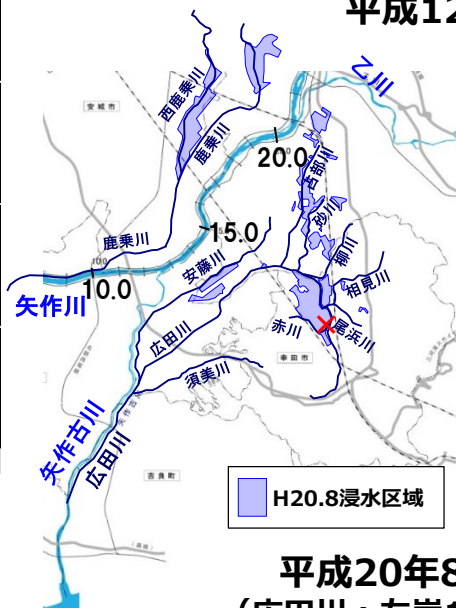 平成12
乙川
安城市
西鹿乗川
鹿乗川
20.0
占部川
砂川
柳川
15.0
鹿乗川
安藤川
相見川
10.0
矢作川
広田川
赤川
尾浜川
幸田市
須美川
矢作古川
広田川
吉良町
H20.8浸水区域
平成20年8